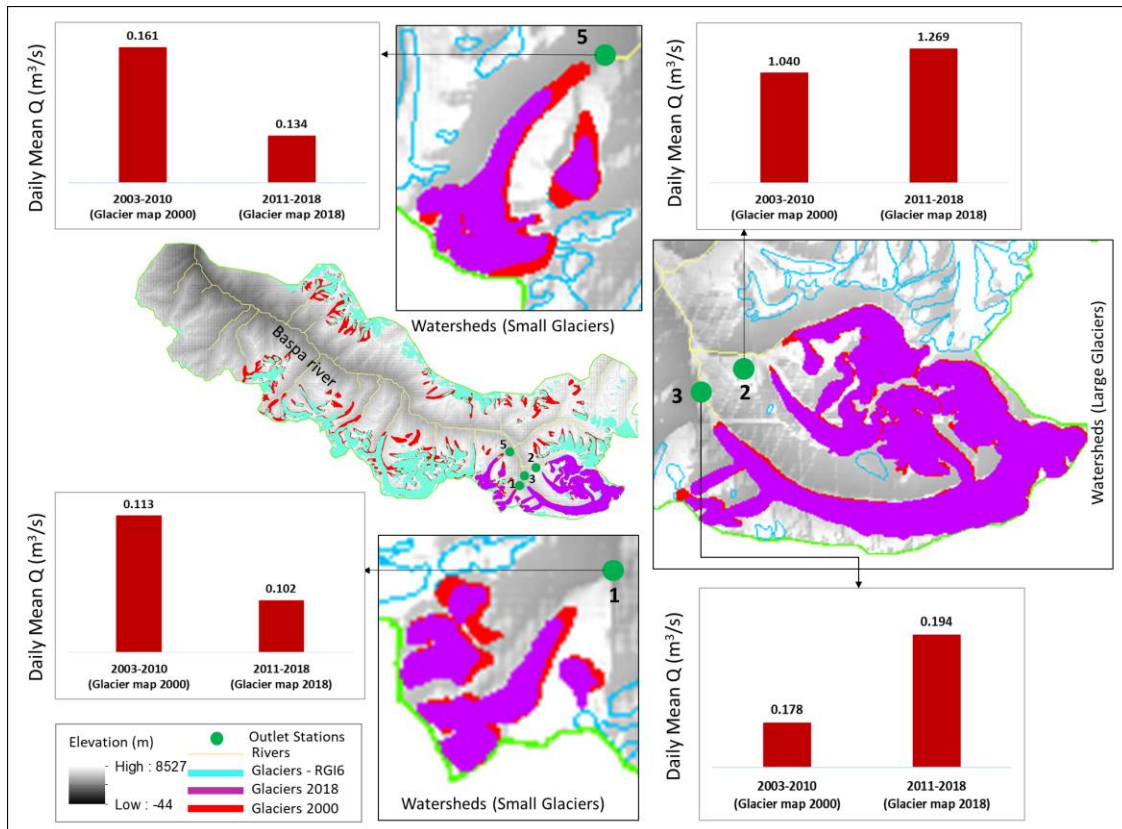 Daily Mean Q (m³/s)
0.161
0.134
2003-2010
(Glacier map 2000)
2011-2018
(Glacier map 2018)
5
Watersheds (Small Glaciers)
Daily Mean Q (m³/s)
1.040
1.269
2003-2010
(Glacier map 2000)
2011-2018
(Glacier map 2018)
Baspa river
5
2
3
1
3
2
Watersheds (Large Glaciers)
Daily Mean Q (m³/s)
0.113
0.102
2003-2010
(Glacier map 2000)
2011-2018
(Glacier map 2018)
1
Watersheds (Small Glaciers)
Daily Mean Q (m³/s)
0.178
0.194
2003-2010
(Glacier map 2000)
2011-2018
(Glacier map 2018)
Elevation (m)
High : 8527
Low : -44
Outlet Stations
Rivers
Glaciers - RGI6
Glaciers 2018
Glaciers 2000